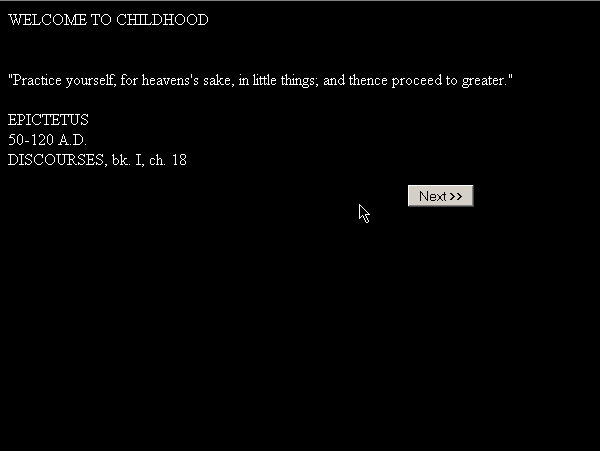 WELCOME TO CHILDHOOD
"Practice yourself, for heavens's sake, in little things; and thence proceed to greater."
EPICTETUS
50-120 A.D.
DISCOURSES, bk. I, ch. 18
Next >>